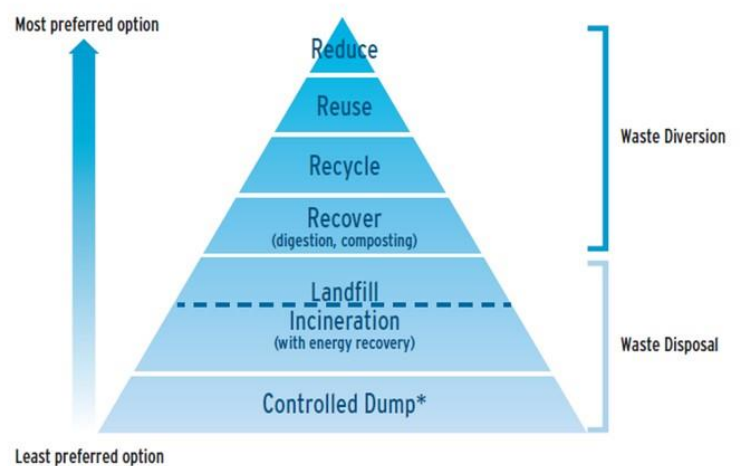 Most preferred option
Reduce
Reuse
Waste Diversion
Recycle
Recover
(digestion, composting)
Landfill
Incineration
(with energy recovery)
Waste Disposal
Controlled Dump*
Least preferred option